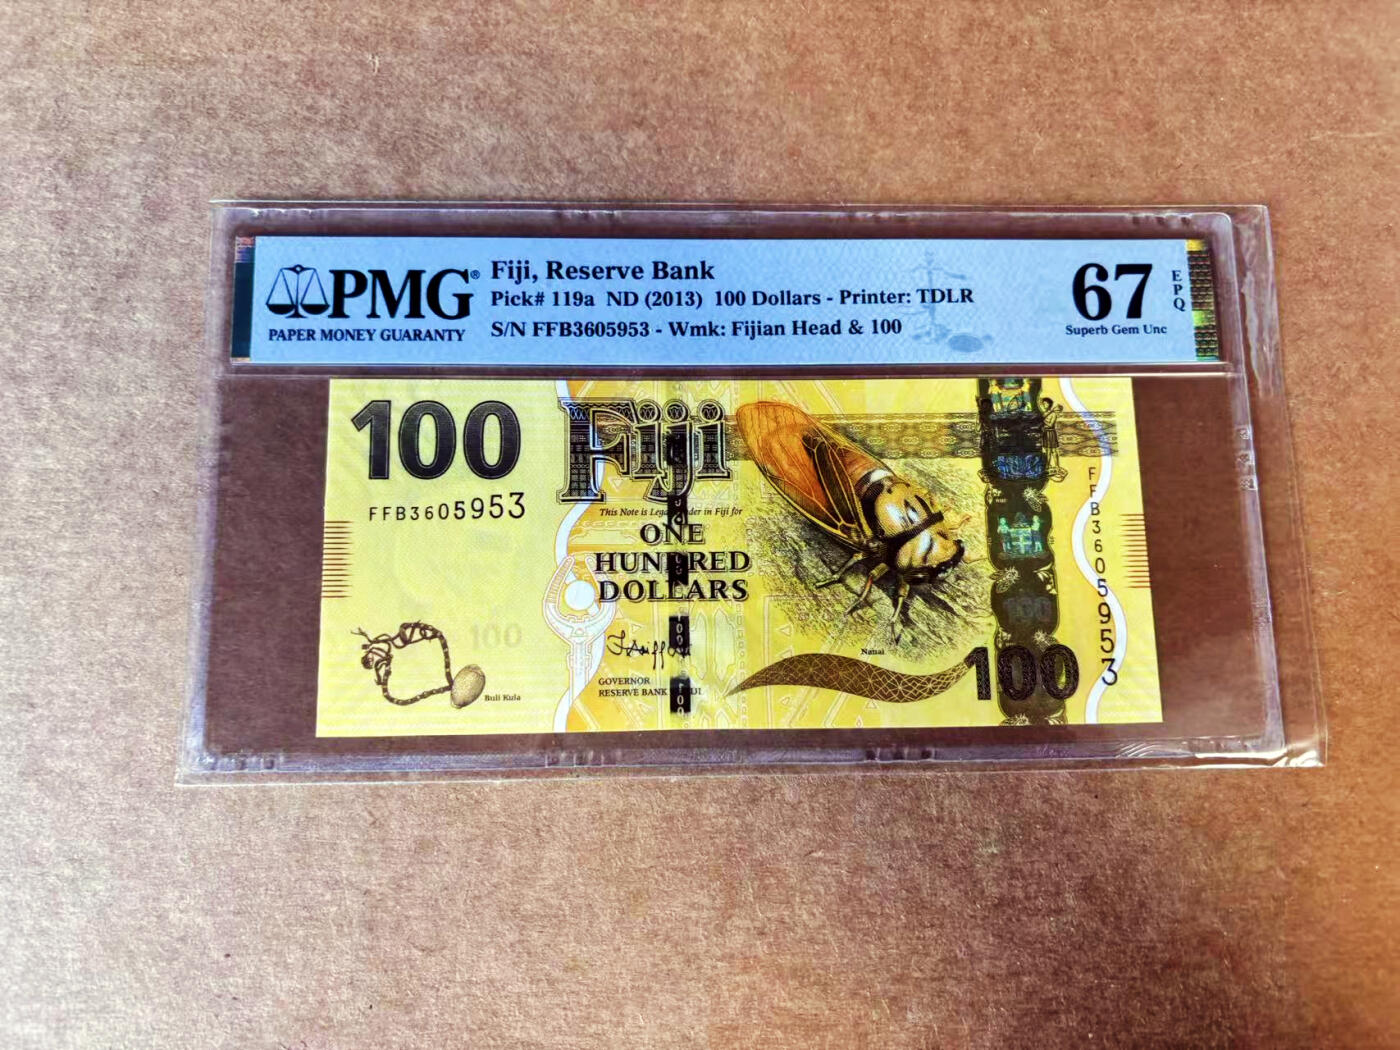 PMG®
PAPER MONEY GUARANTY
Fiji, Reserve Bank
Pick# 119a ND (2013) 100 Dollars - Printer: TDLR
S/N FFB3605953 - Wmk: Fijian Head & 100
67
EPQ
Superb Gem Unc
100
FFB3605953
Fiji
This Note is Legal Tender in Fiji for
ONE
HUNDRED
DOLLARS
GOVERNOR
RESERVE BANK
100
Buli Kula
Nanai
100
FFB3605953